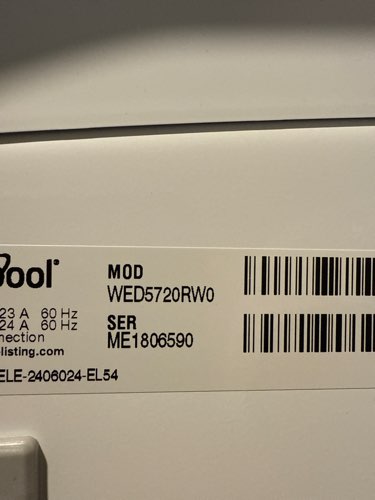 pool
MOD
WED5720RW0
23 A 60 Hz
24 A 60 Hz
SER
nection
ME1806590
listing.com
ELE-2406024-EL54